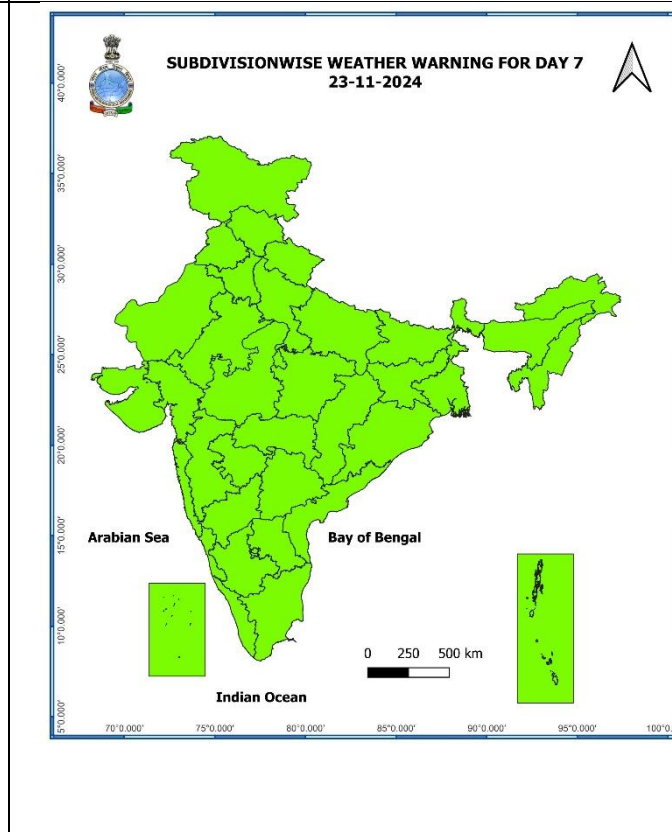 SUBDIVISIONWISE WEATHER WARNING FOR DAY 7
23-11-2024
40°0.000'
35°0.000'
30°0.000'
25°0.000'
20°0.000'
15°0.000'
10°0.000'
5°0.000'
Arabian Sea
Bay of Bengal
0 250 500 km
Indian Ocean
70°0.000' 75°0.000' 80°0.000' 85°0.000' 90°0.000' 95°0.000' 100°0.